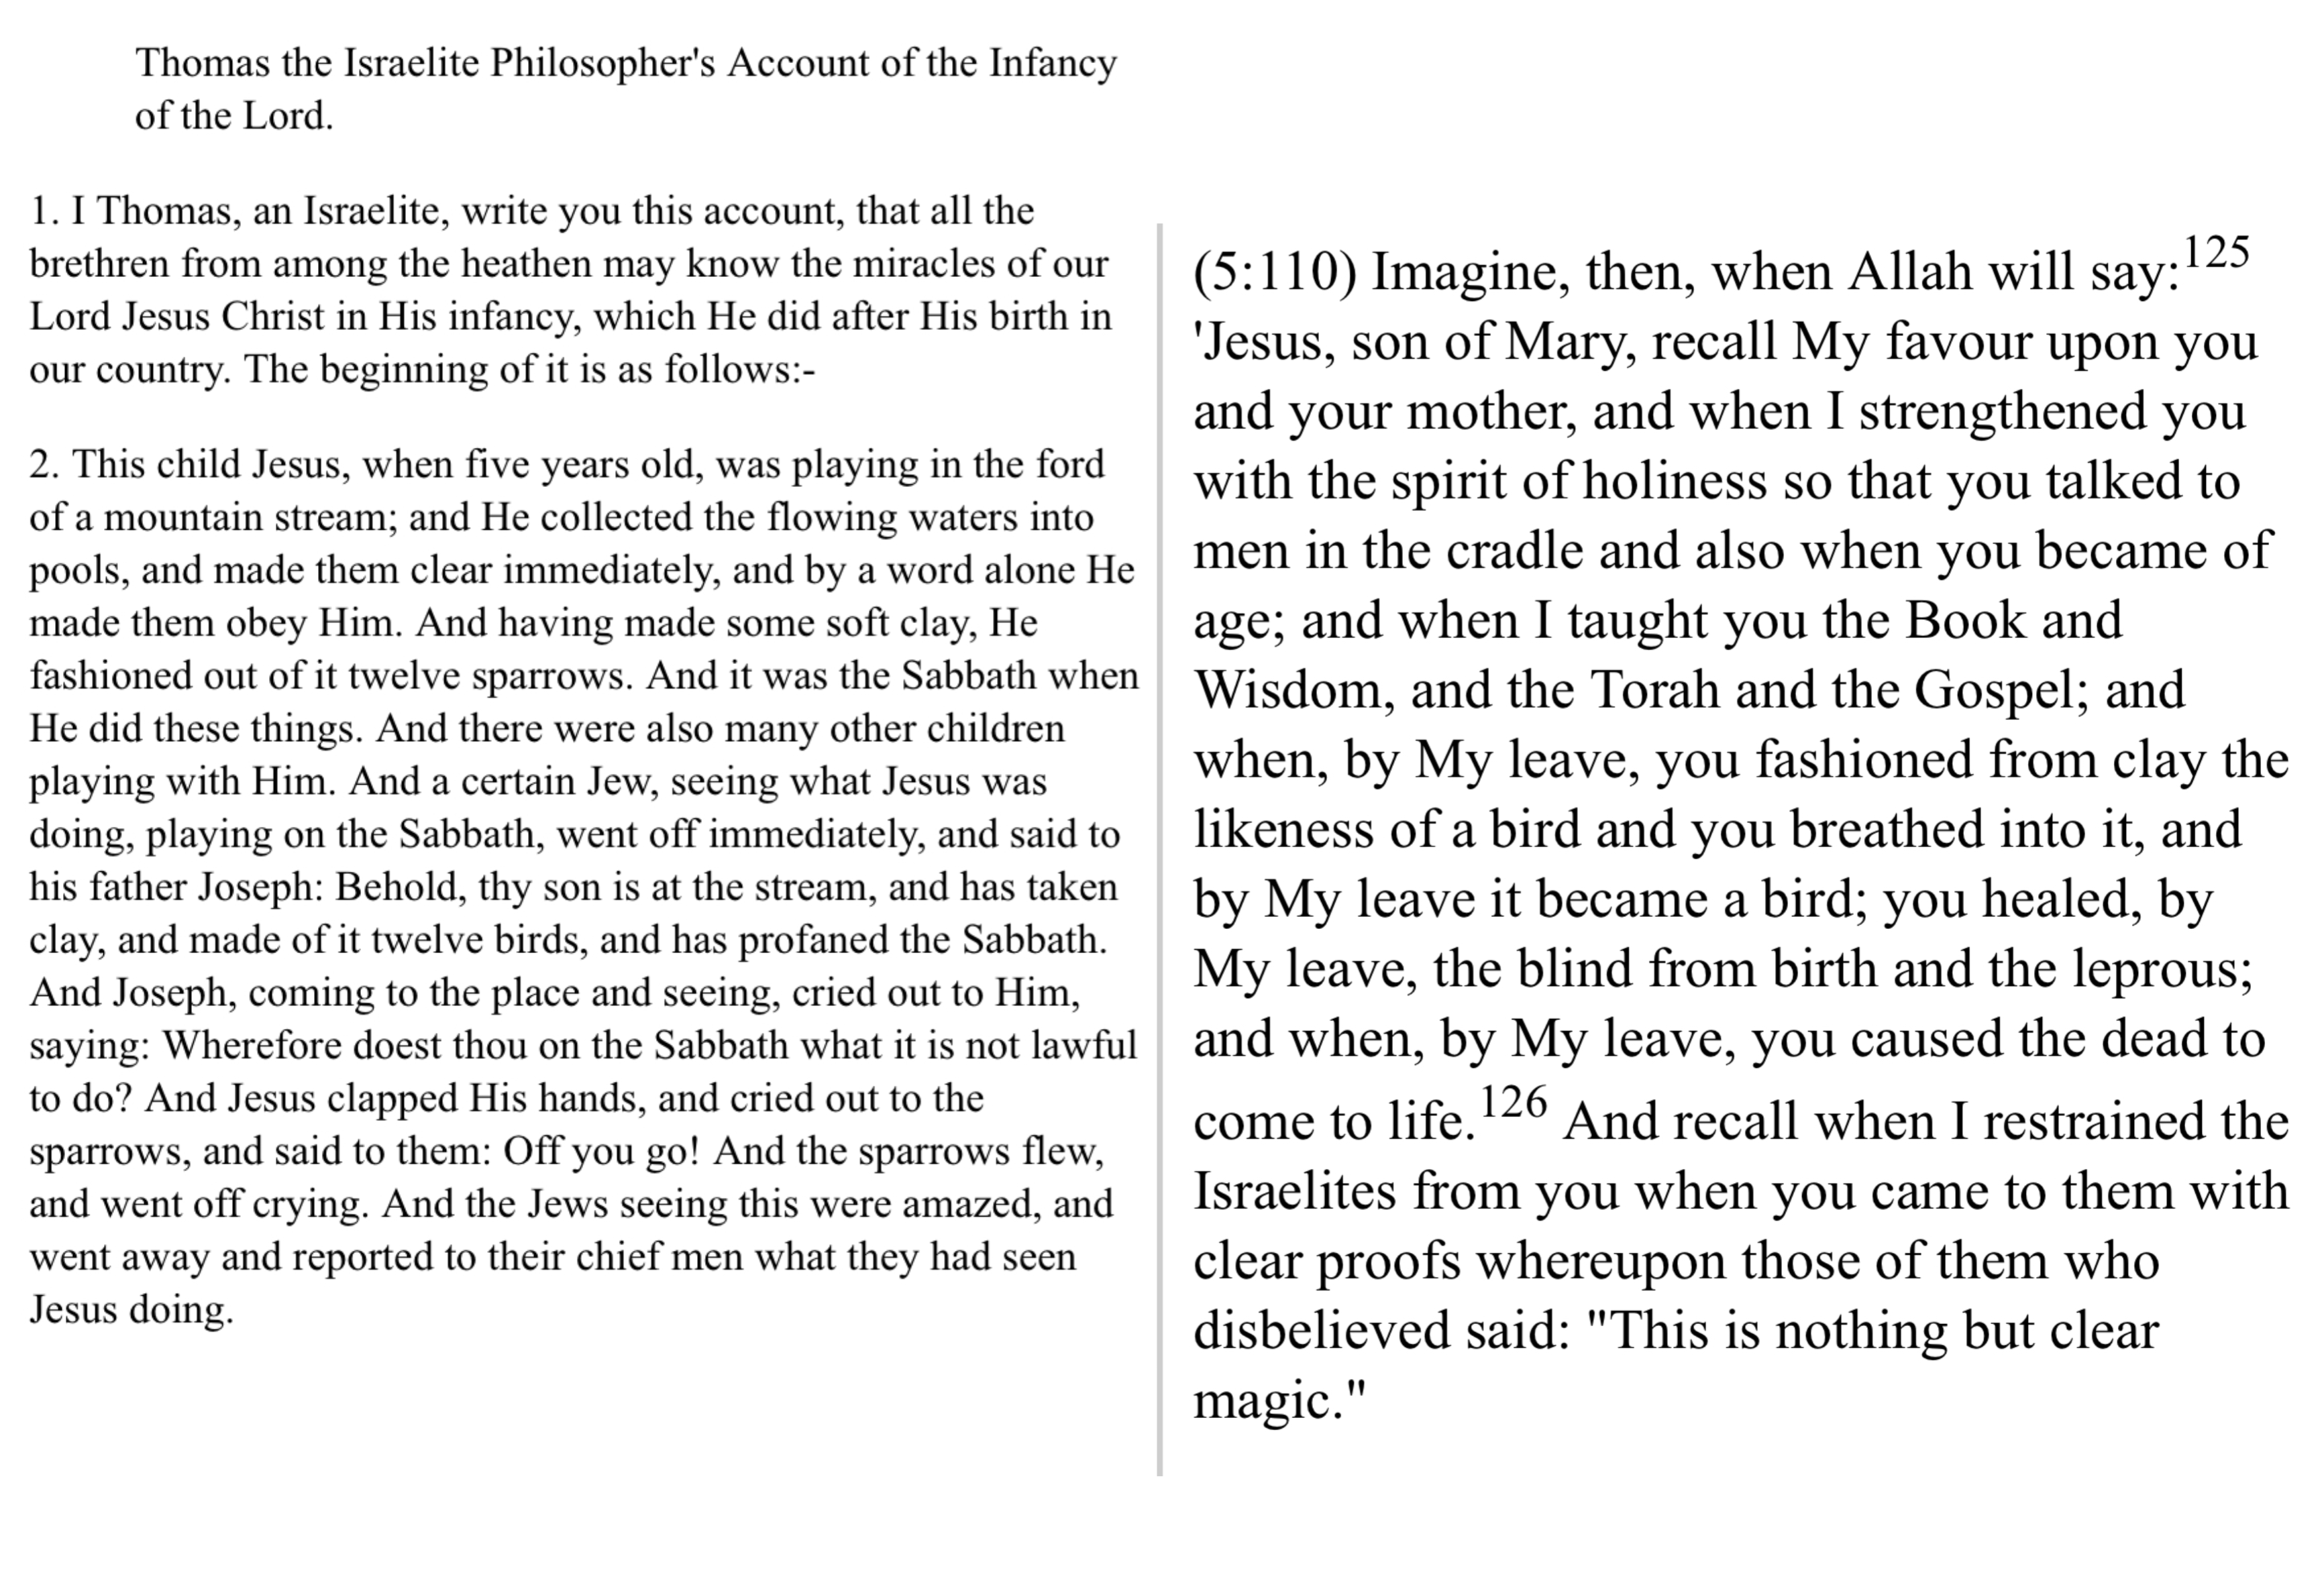 Thomas the Israelite Philosopher's Account of the Infancy
of the Lord.
1. I Thomas, an Israelite, write you this account, that all the
brethren from among the heathen may know the miracles of our
Lord Jesus Christ in His infancy, which He did after His birth in
our country. The beginning of it is as follows:-
2. This child Jesus, when five years old, was playing in the ford
of a mountain stream; and He collected the flowing waters into
pools, and made them clear immediately, and by a word alone He
made them obey Him. And having made some soft clay, He
fashioned out of it twelve sparrows. And it was the Sabbath when
He did these things. And there were also many other children
playing with Him. And a certain Jew, seeing what Jesus was
doing, playing on the Sabbath, went off immediately, and said to
his father Joseph: Behold, thy son is at the stream, and has taken
clay, and made of it twelve birds, and has profaned the Sabbath.
And Joseph, coming to the place and seeing, cried out to Him,
saying: Wherefore doest thou on the Sabbath what it is not lawful
to do? And Jesus clapped His hands, and cried out to the
sparrows, and said to them: Off you go! And the sparrows flew,
and went off crying. And the Jews seeing this were amazed, and
went away and reported to their chief men what they had seen
Jesus doing.
(5:110) Imagine, then, when Allah will say:125
'Jesus, son of Mary, recall My favour upon you
and your mother, and when I strengthened you
with the spirit of holiness so that you talked to
men in the cradle and also when you became of
age; and when I taught you the Book and
Wisdom, and the Torah and the Gospel; and
when, by My leave, you fashioned from clay the
likeness of a bird and you breathed into it, and
by My leave it became a bird; you healed, by
My leave, the blind from birth and the leprous;
and when, by My leave, you caused the dead to
come to life.126 And recall when I restrained the
Israelites from you when you came to them with
clear proofs whereupon those of them who
disbelieved said: "This is nothing but clear
magic."